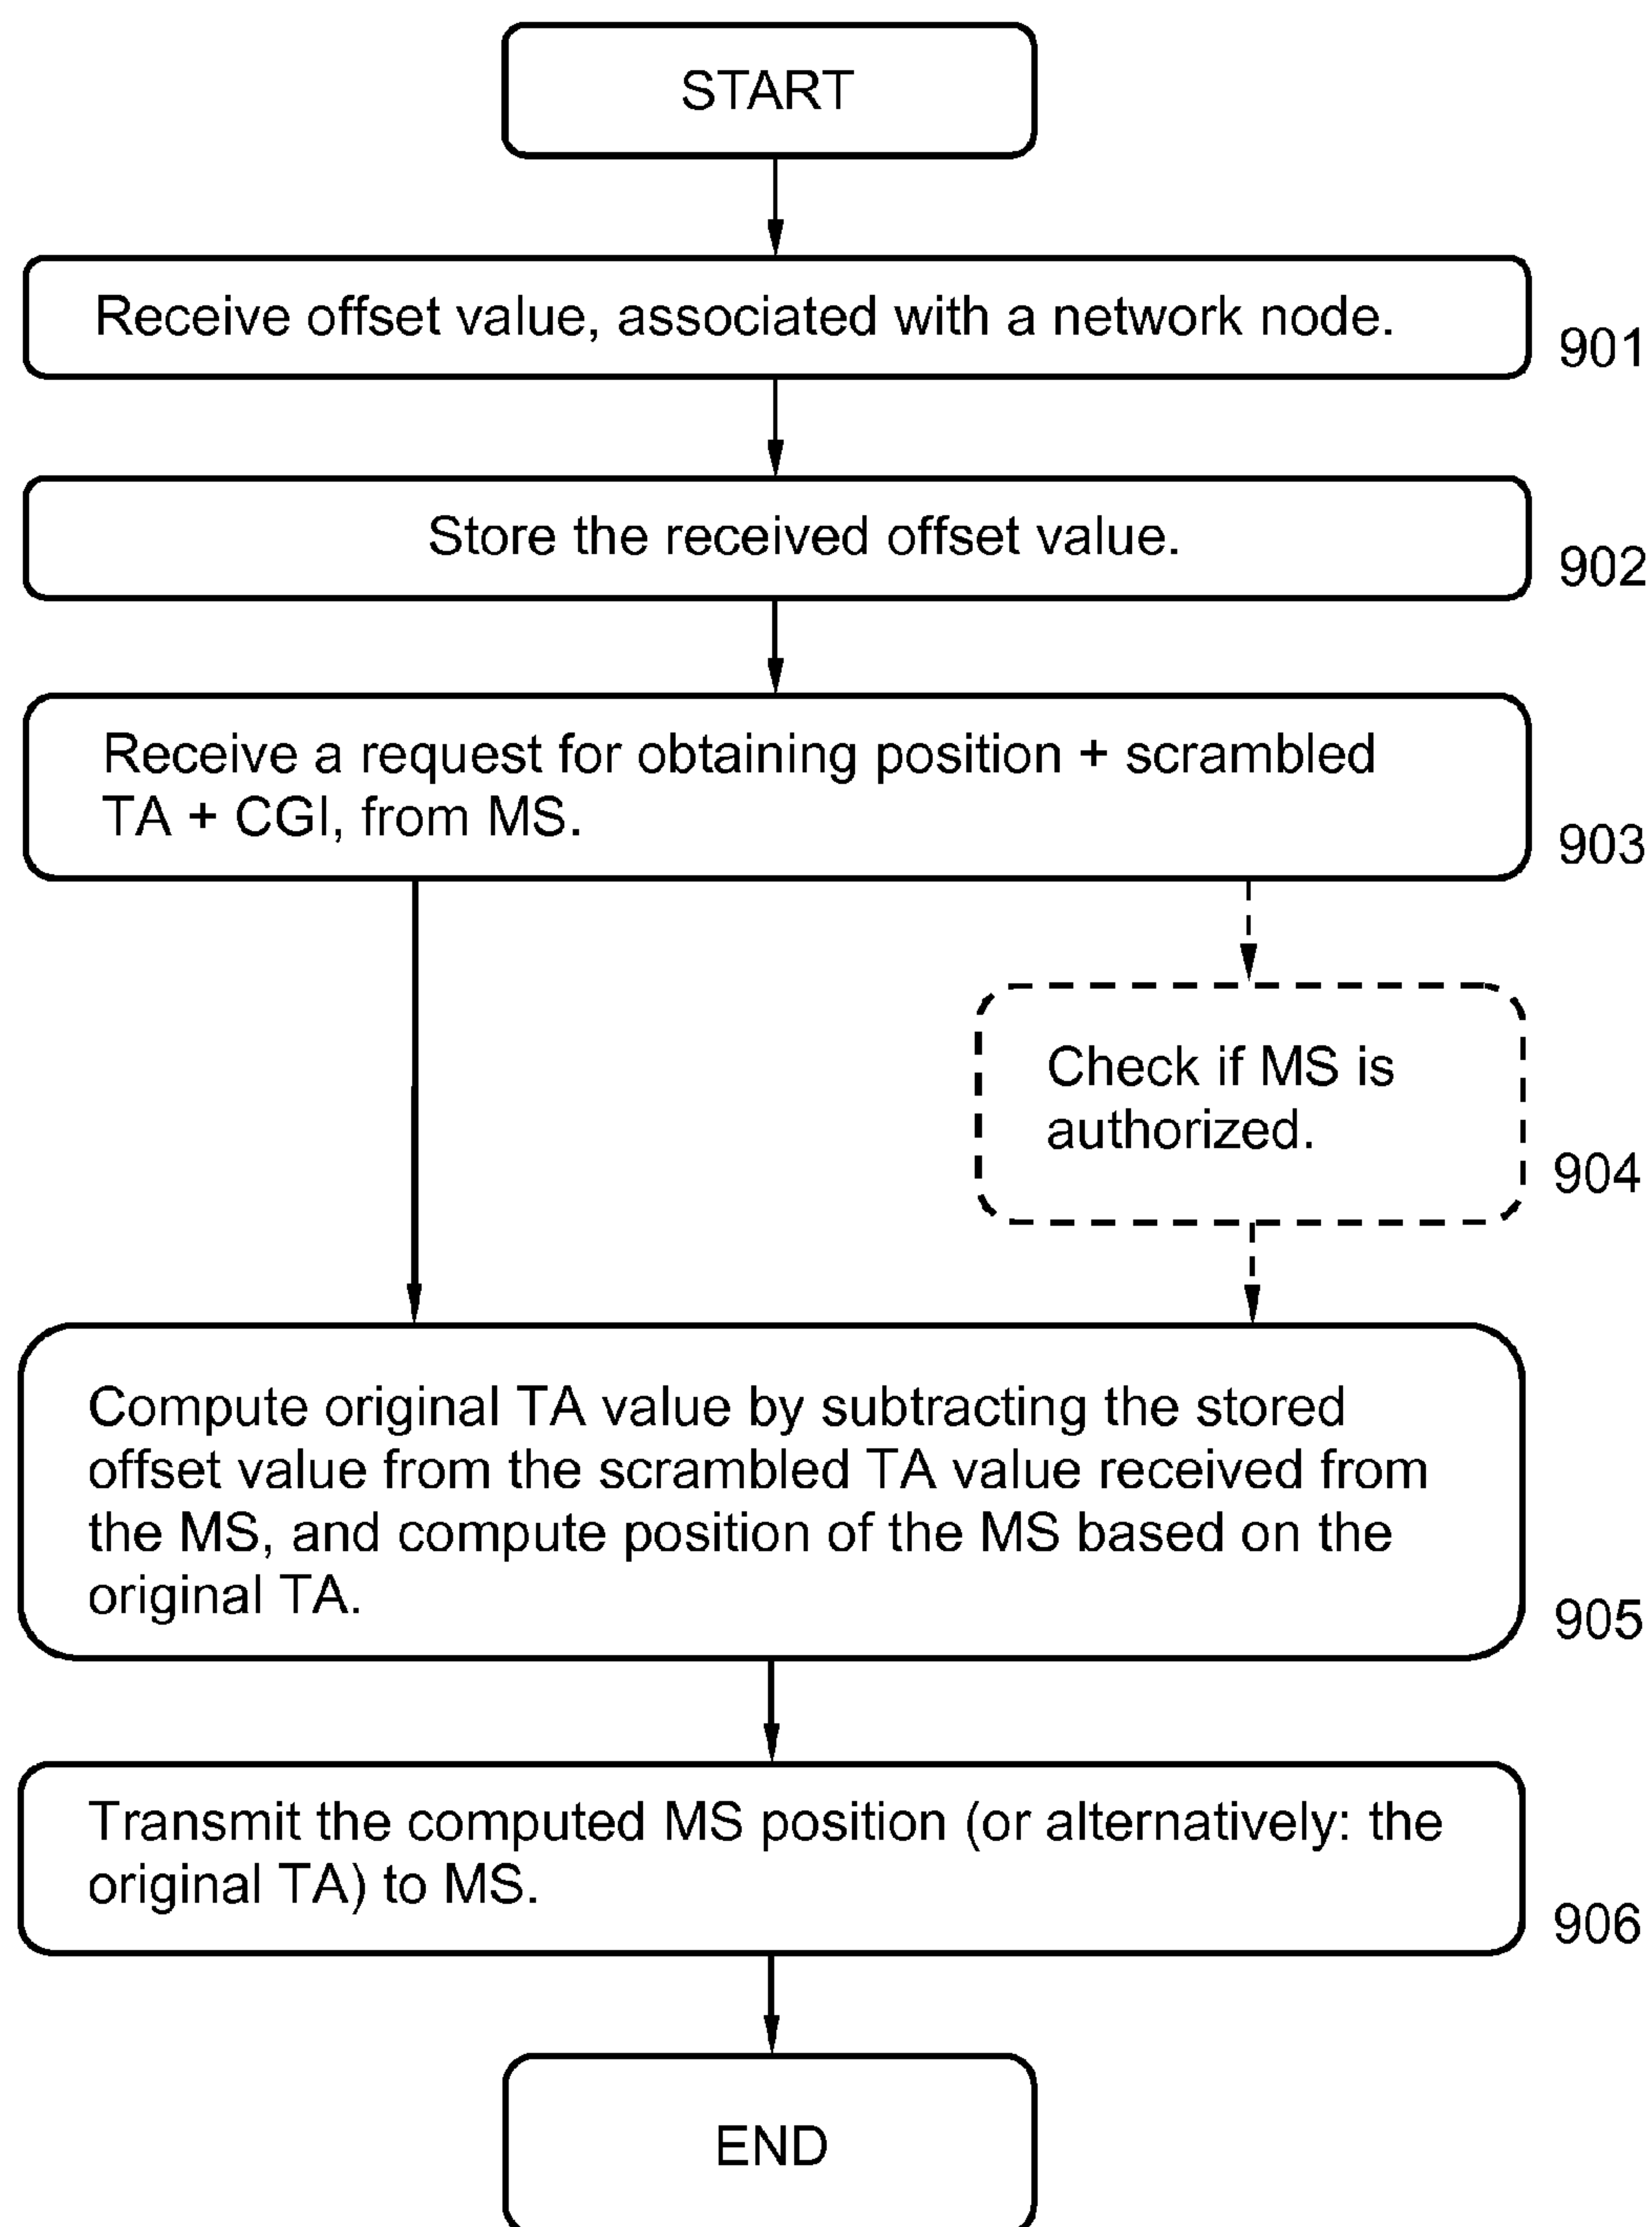 START
Receive offset value, associated with a network node.
901
Store the received offset value.
902
Receive a request for obtaining position + scrambled
TA + CGI, from MS.
903
Check if MS is
authorized.
904
Compute original TA value by subtracting the stored
offset value from the scrambled TA value received from
the MS, and compute position of the MS based on the
original TA.
905
Transmit the computed MS position (or alternatively: the
original TA) to MS.
906
END